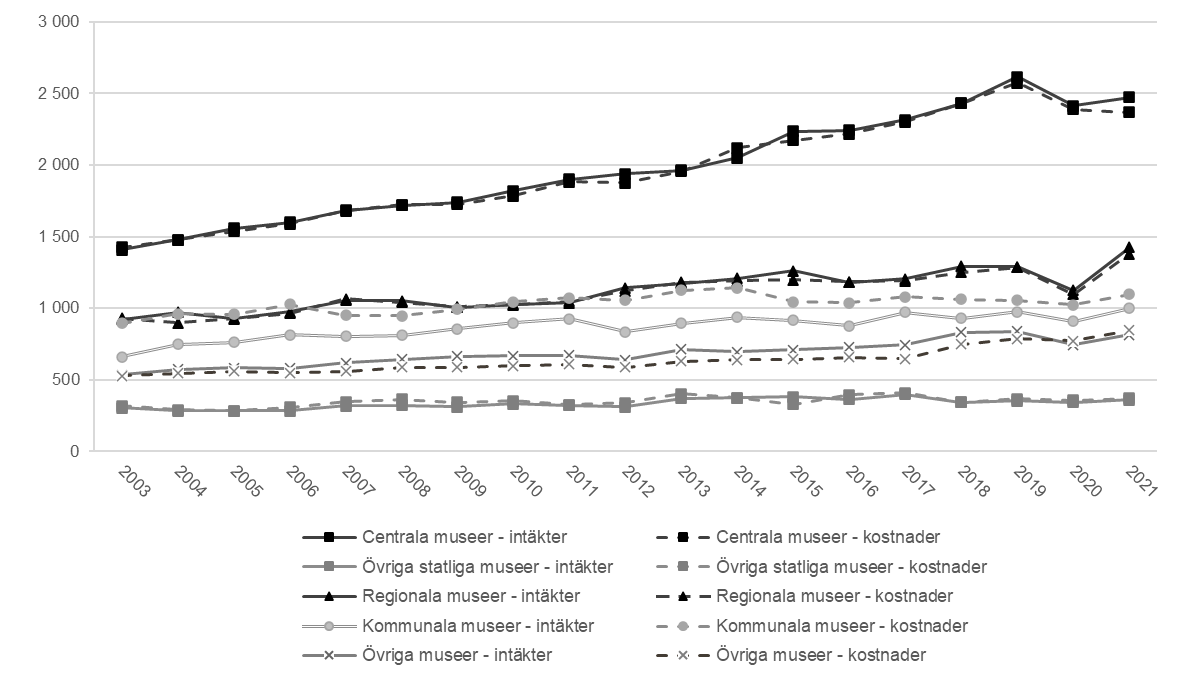 3 000
2 500
2 000
1 500
1 000
500
0
2003 2004 2005 2006 2007 2008 2009 2010 2011 2012 2013 2014 2015 2016 2017 2018 2019 2020 2021
Centrala museer - intäkter Centrala museer - kostnader
Övriga statliga museer - intäkter Övriga statliga museer - kostnader
Regionala museer - intäkter Regionala museer - kostnader
Kommunala museer - intäkter Kommunala museer - kostnader
Övriga museer - intäkter Övriga museer - kostnader